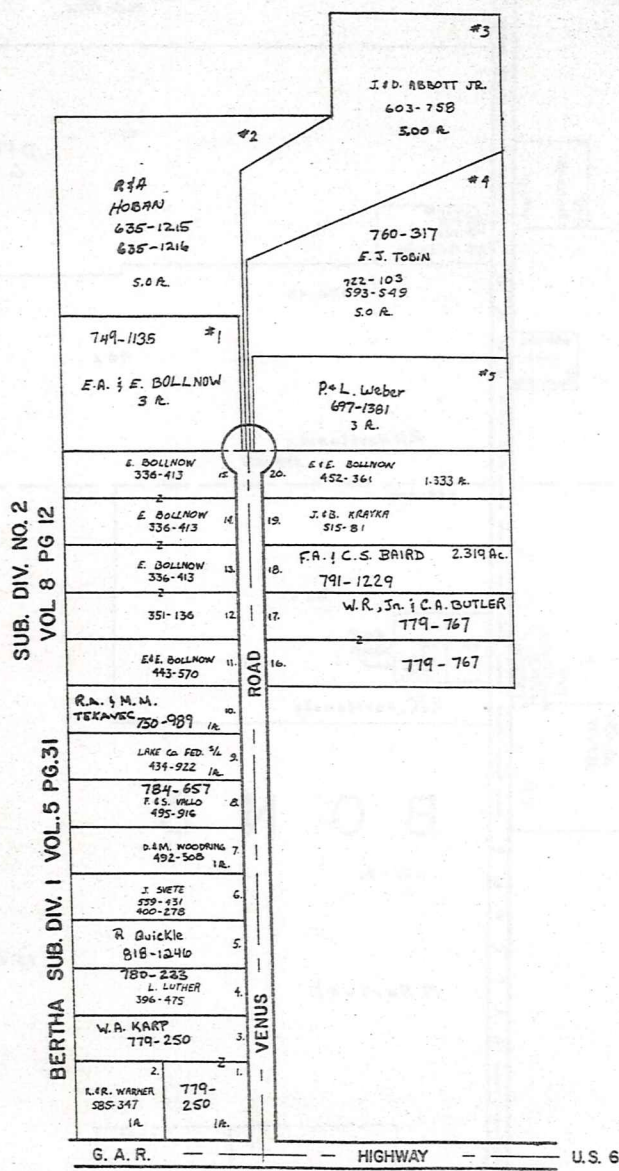 #3
J. & D. ABBOTT JR.
603-758
5.00 A.
#2
R & A
HOBAN
635-1215
635-1216
5.0 A.
#4
760-317
E. J. TOBIN
722-103
593-549
5.0 A.
749-1135 #1
E.A. & E. BOLLNOW
3 A.
#5
P. & L. Weber
697-1381
3 A.
E. BOLLNOW
336-413 15.
20. E & E. BOLLNOW
452-361 1.333 A.
Z
E. BOLLNOW
336-413 14.
19. J. & B. KRAYKA
515-81
Z
E. BOLLNOW
336-413 13.
18. F.A. & C.S. BAIRD 2.319 Ac.
791-1229
Z
351-136 12.
17. W.R., Jr. & C.A. BUTLER
779-767
Z
E&E. BOLLNOW
443-570 11.
16. 779-767
R.A. & M.M.
TEKAVEC 750-989 1A. 10.
LAKE Co. FED. S/L
434-922 1A. 9.
784-657
F. & S. VALLO
495-916 8.
D. & M. WOODRING
492-508 1A. 7.
J. SVETE
559-431
400-278 6.
R Quickle
818-1246 5.
780-223
L. LUTHER
396-475 4.
W.A. KARP
779-250 3.
Z
2.
K. & R. WARNER
585-347
1A.
1.
779-
250
1A.
VENUS ROAD
SUB. DIV. NO. 2
VOL 8 PG 12
BERTHA SUB. DIV. 1 VOL. 5 PG. 31
G. A. R. HIGHWAY U.S. 6